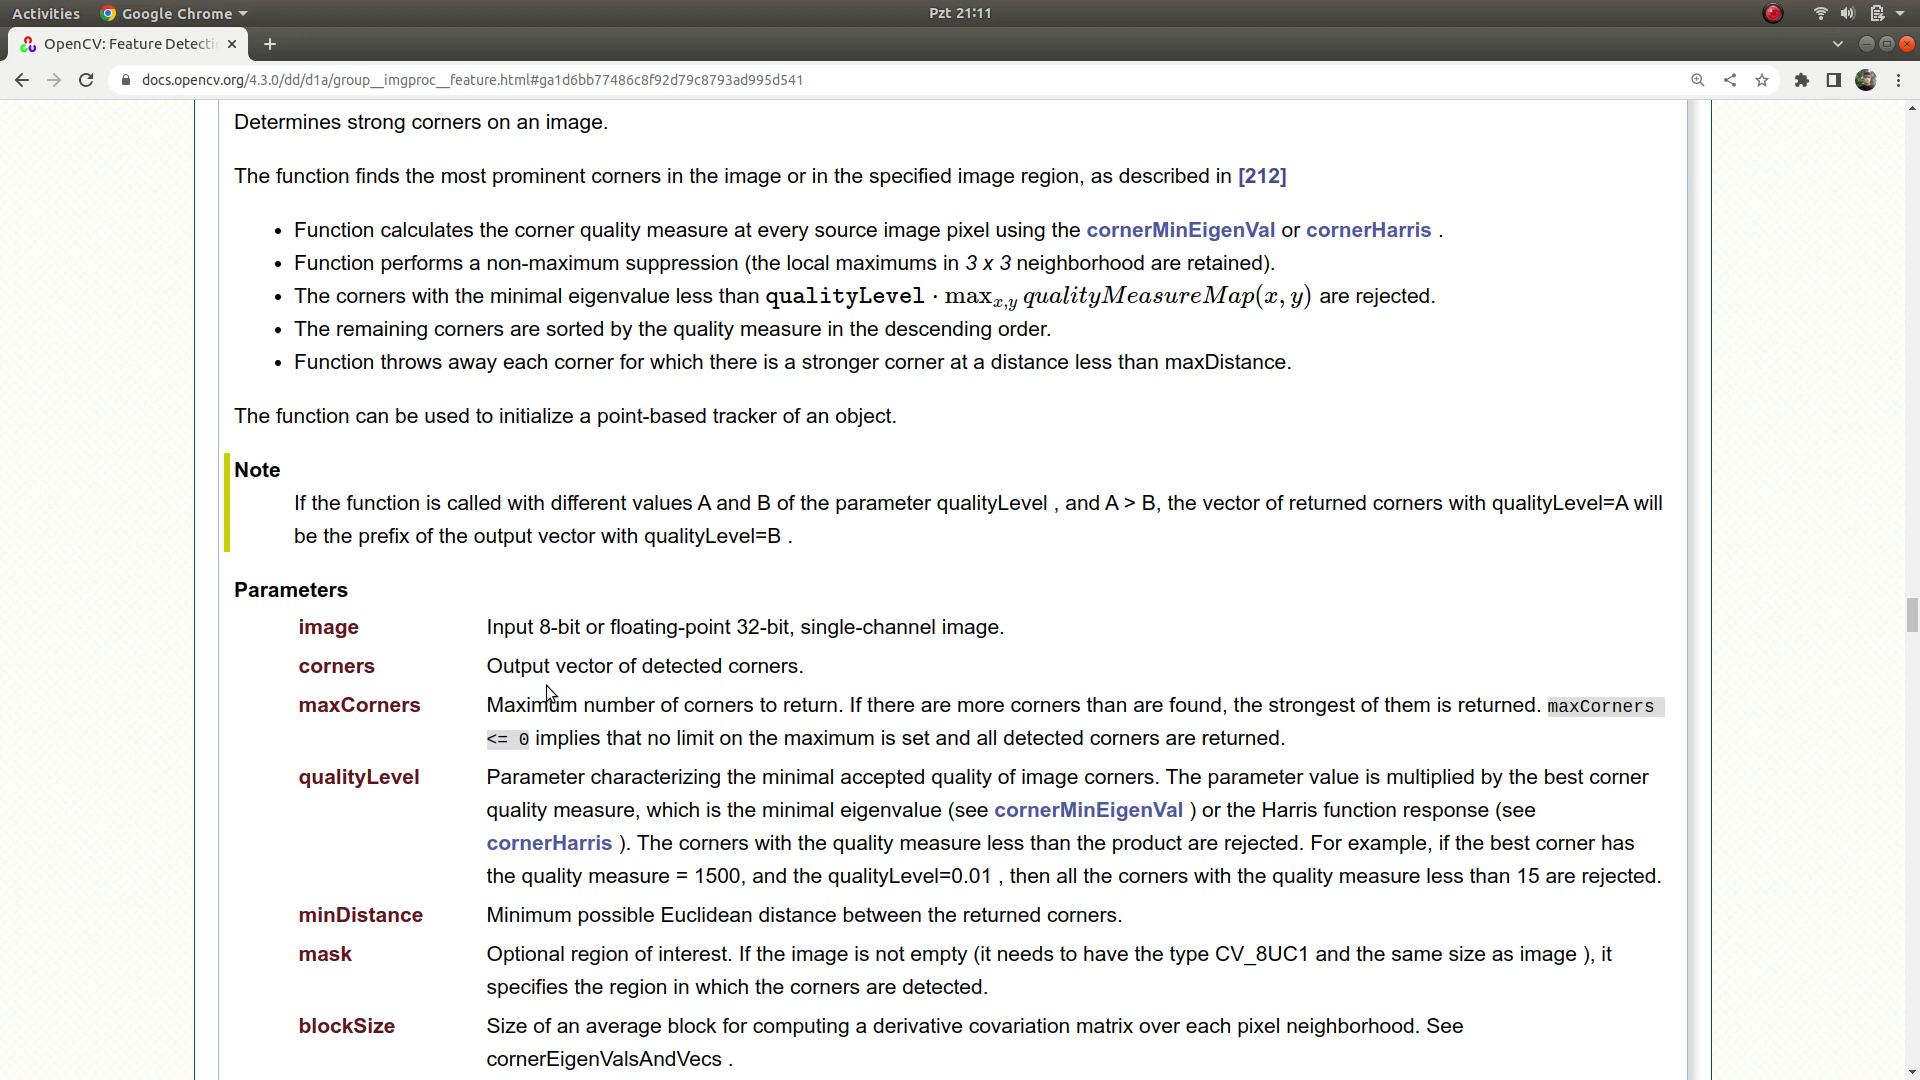 Activities Google Chrome Pzt 21:11
OpenCV: Feature Detecti
docs.opencv.org/4.3.0/dd/d1a/group__imgproc__feature.html#ga1d6bb77486c8f92d79c8793ad995d541
Determines strong corners on an image.
The function finds the most prominent corners in the image or in the specified image region, as described in [212]
• Function calculates the corner quality measure at every source image pixel using the cornerMinEigenVal or cornerHarris .
• Function performs a non-maximum suppression (the local maximums in 3 x 3 neighborhood are retained).
• The corners with the minimal eigenvalue less than qualityLevel · max_{x,y} qualityMeasureMap(x, y) are rejected.
• The remaining corners are sorted by the quality measure in the descending order.
• Function throws away each corner for which there is a stronger corner at a distance less than maxDistance.
The function can be used to initialize a point-based tracker of an object.
Note
If the function is called with different values A and B of the parameter qualityLevel , and A > B, the vector of returned corners with qualityLevel=A will
be the prefix of the output vector with qualityLevel=B .
Parameters
image Input 8-bit or floating-point 32-bit, single-channel image.
corners Output vector of detected corners.
maxCorners Maximum number of corners to return. If there are more corners than are found, the strongest of them is returned. maxCorners
<= 0 implies that no limit on the maximum is set and all detected corners are returned.
qualityLevel Parameter characterizing the minimal accepted quality of image corners. The parameter value is multiplied by the best corner
quality measure, which is the minimal eigenvalue (see cornerMinEigenVal ) or the Harris function response (see
cornerHarris ). The corners with the quality measure less than the product are rejected. For example, if the best corner has
the quality measure = 1500, and the qualityLevel=0.01 , then all the corners with the quality measure less than 15 are rejected.
minDistance Minimum possible Euclidean distance between the returned corners.
mask Optional region of interest. If the image is not empty (it needs to have the type CV_8UC1 and the same size as image ), it
specifies the region in which the corners are detected.
blockSize Size of an average block for computing a derivative covariation matrix over each pixel neighborhood. See
cornerEigenValsAndVecs .